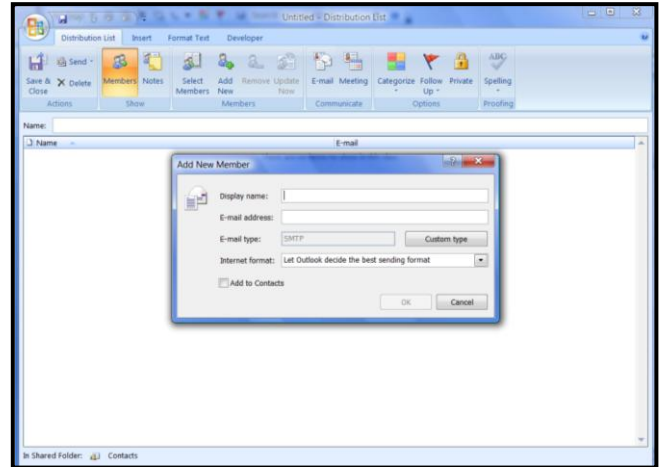 Untitled - Distribution List
Distribution List Insert Format Text Developer
Save & Close
Send
Delete
Members Notes
Select Members
Add New
Remove
Update Now
E-mail Meeting
Categorize Follow Up Private
ABC
Spelling
Actions Show Members Communicate Options Proofing
Name:
Name E-mail
Add New Member
Display name:
E-mail address:
E-mail type: SMTP Custom type
Internet format: Let Outlook decide the best sending format
Add to Contacts
OK Cancel
In Shared Folder: Contacts